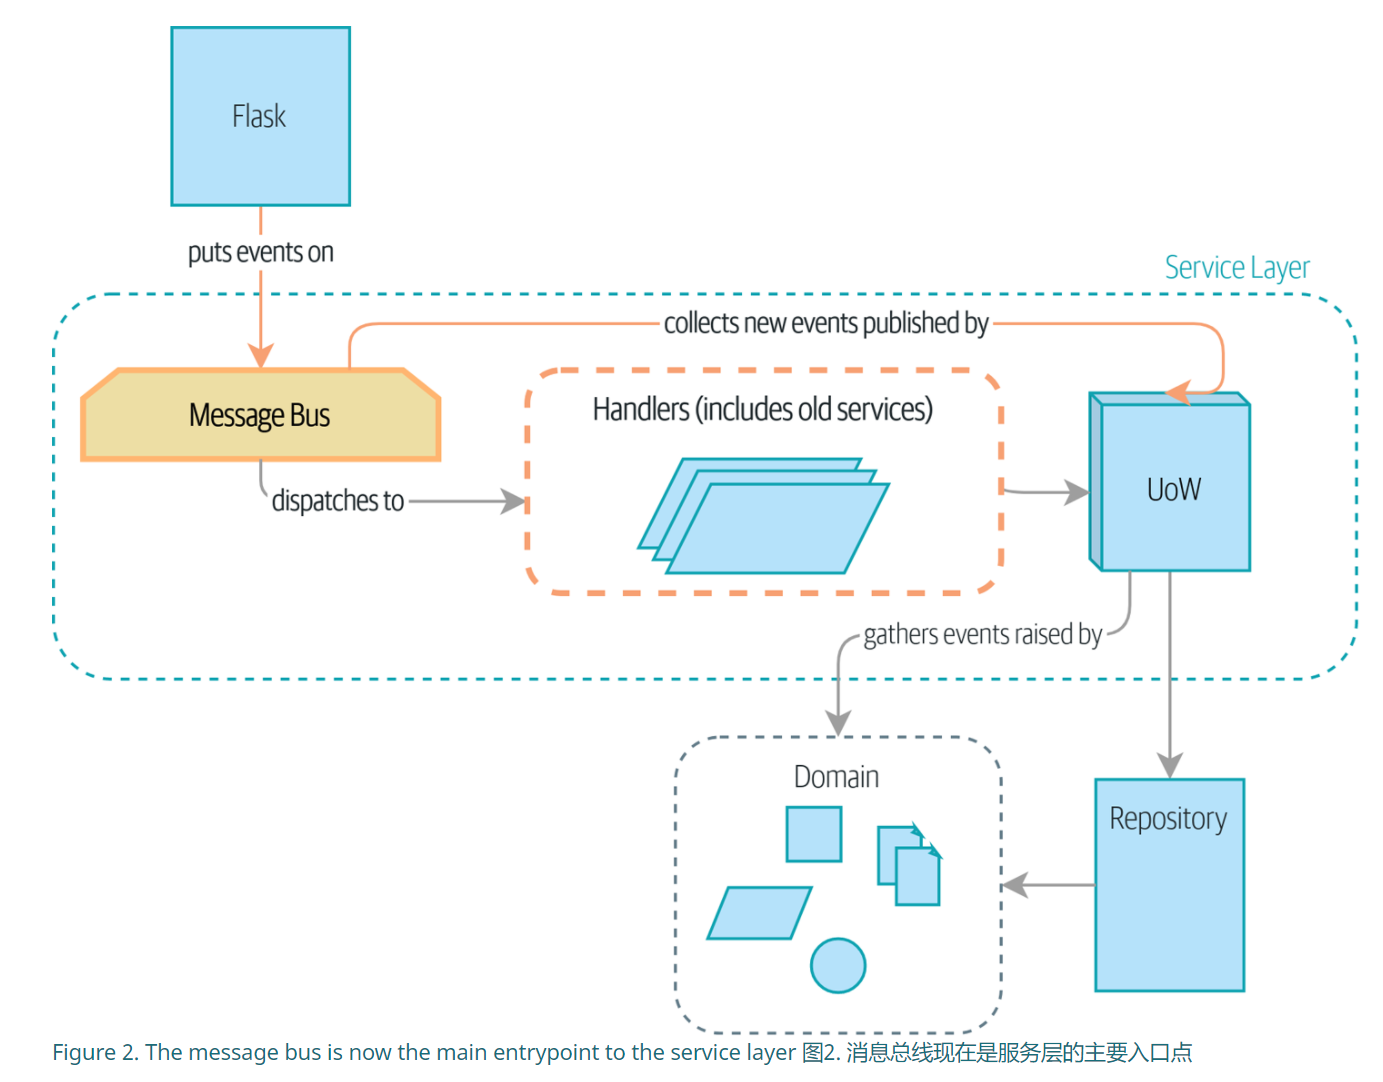 Flask
puts events on
Service Layer
collects new events published by
Message Bus
Handlers (includes old services)
UoW
dispatches to
gathers events raised by
Domain
Repository
Figure 2. The message bus is now the main entrypoint to the service layer 图2. 消息总线现在是服务层的主要入口点